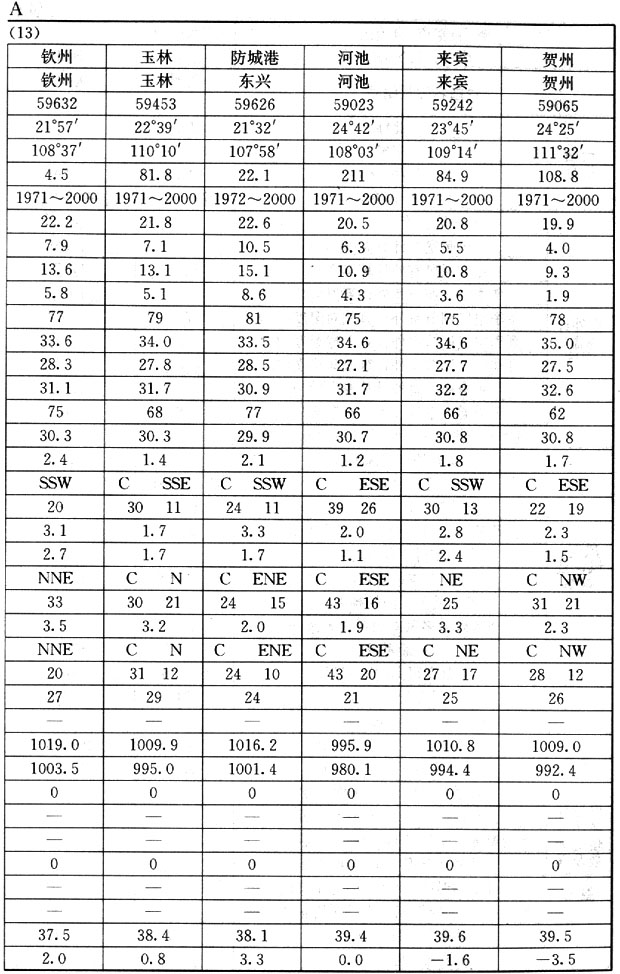 A
(13)
钦州 玉林 防城港 河池 来宾 贺州
钦州 玉林 东兴 河池 来宾 贺州
59632 59453 59626 59023 59242 59065
21°57′ 22°39′ 21°32′ 24°42′ 23°45′ 24°25′
108°37′ 110°10′ 107°58′ 108°03′ 109°14′ 111°32′
4.5 81.8 22.1 211 84.9 108.8
1971～2000 1971～2000 1972～2000 1971～2000 1971～2000 1971～2000
22.2 21.8 22.6 20.5 20.8 19.9
7.9 7.1 10.5 6.3 5.5 4.0
13.6 13.1 15.1 10.9 10.8 9.3
5.8 5.1 8.6 4.3 3.6 1.9
77 79 81 75 75 78
33.6 34.0 33.5 34.6 34.6 35.0
28.3 27.8 28.5 27.1 27.7 27.5
31.1 31.7 30.9 31.7 32.2 32.6
75 68 77 66 66 62
30.3 30.3 29.9 30.7 30.8 30.8
2.4 1.4 2.1 1.2 1.8 1.7
SSW C SSE C SSW C ESE C SSW C ESE
20 30 11 24 11 39 26 30 13 22 19
3.1 1.7 3.3 2.0 2.8 2.3
2.7 1.7 1.7 1.1 2.4 1.5
NNE C N C ENE C ESE NE C NW
33 30 21 24 15 43 16 25 31 21
3.5 3.2 2.0 1.9 3.3 2.3
NNE C N C ENE C ESE C NE C NW
20 31 12 24 10 43 20 27 17 28 12
27 29 24 21 25 26
— — — — — —
1019.0 1009.9 1016.2 995.9 1010.8 1009.0
1003.5 995.0 1001.4 980.1 994.4 992.4
0 0 0 0 0 0
— — — — — —
— — — — — —
0 0 0 0 0 0
— — — — — —
— — — — — —
37.5 38.4 38.1 39.4 39.6 39.5
2.0 0.8 3.3 0.0 −1.6 −3.5